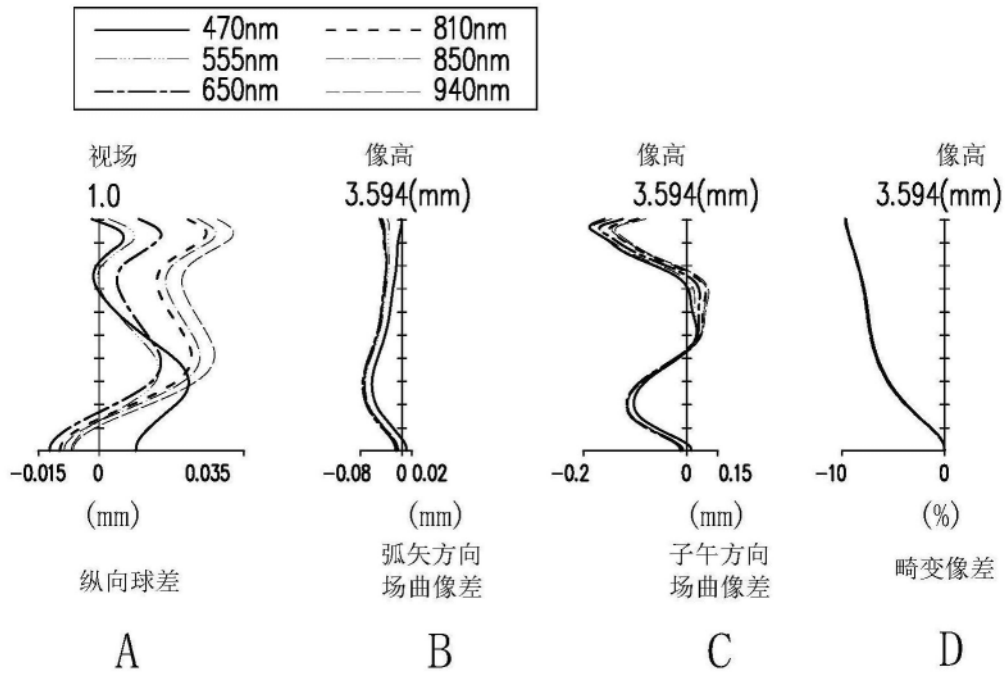 470nm 810nm
555nm 850nm
650nm 940nm
视场 像高 像高 像高
1.0 3.594(mm) 3.594(mm) 3.594(mm)
-0.015 0 0.035 -0.08 0 0.02 -0.2 0 0.15 -10 0
(mm) (mm) (mm) (%)
纵向球差
弧矢方向
场曲像差
子午方向
场曲像差
畸变像差
A B C D